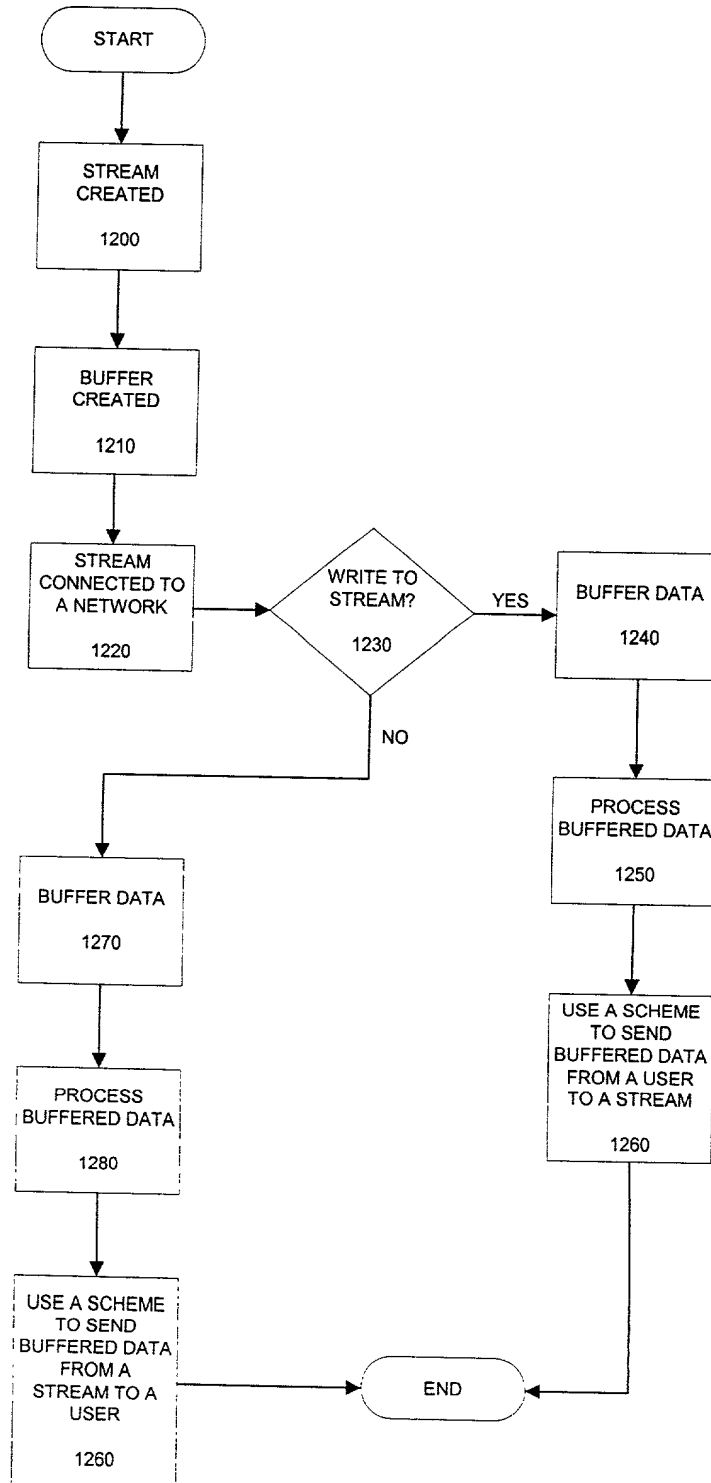 START
STREAM
CREATED
1200
BUFFER
CREATED
1210
STREAM
CONNECTED TO
A NETWORK
1220
WRITE TO
STREAM?
1230
YES
BUFFER DATA
1240
NO
PROCESS
BUFFERED DATA
1250
BUFFER DATA
1270
USE A SCHEME
TO SEND
BUFFERED DATA
FROM A USER
TO A STREAM
1260
PROCESS
BUFFERED DATA
1280
USE A SCHEME
TO SEND
BUFFERED DATA
FROM A
STREAM TO A
USER
1260
END